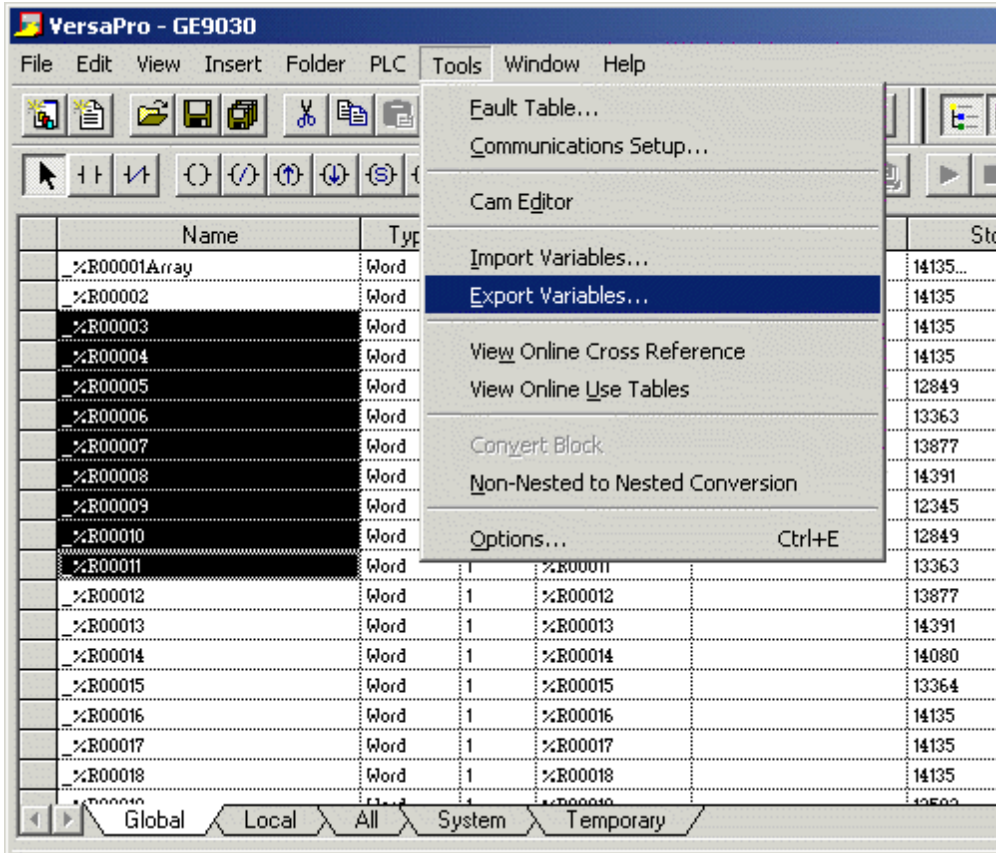 VersaPro - GE9030
File Edit View Insert Folder PLC Tools Window Help
Fault Table...
Communications Setup...
Cam Editor
Import Variables...
Export Variables...
View Online Cross Reference
View Online Use Tables
Convert Block
Non-Nested to Nested Conversion
Options... Ctrl+E
Name Typ Sto
_%R00001Array Word 14135...
_%R00002 Word 14135
_%R00003 Word 14135
_%R00004 Word 14135
_%R00005 Word 12849
_%R00006 Word 13363
_%R00007 Word 13877
_%R00008 Word 14391
_%R00009 Word 12345
_%R00010 Word 12849
_%R00011 Word 1 %R00011 13363
_%R00012 Word 1 %R00012 13877
_%R00013 Word 1 %R00013 14391
_%R00014 Word 1 %R00014 14080
_%R00015 Word 1 %R00015 13364
_%R00016 Word 1 %R00016 14135
_%R00017 Word 1 %R00017 14135
_%R00018 Word 1 %R00018 14135
Global Local All System Temporary